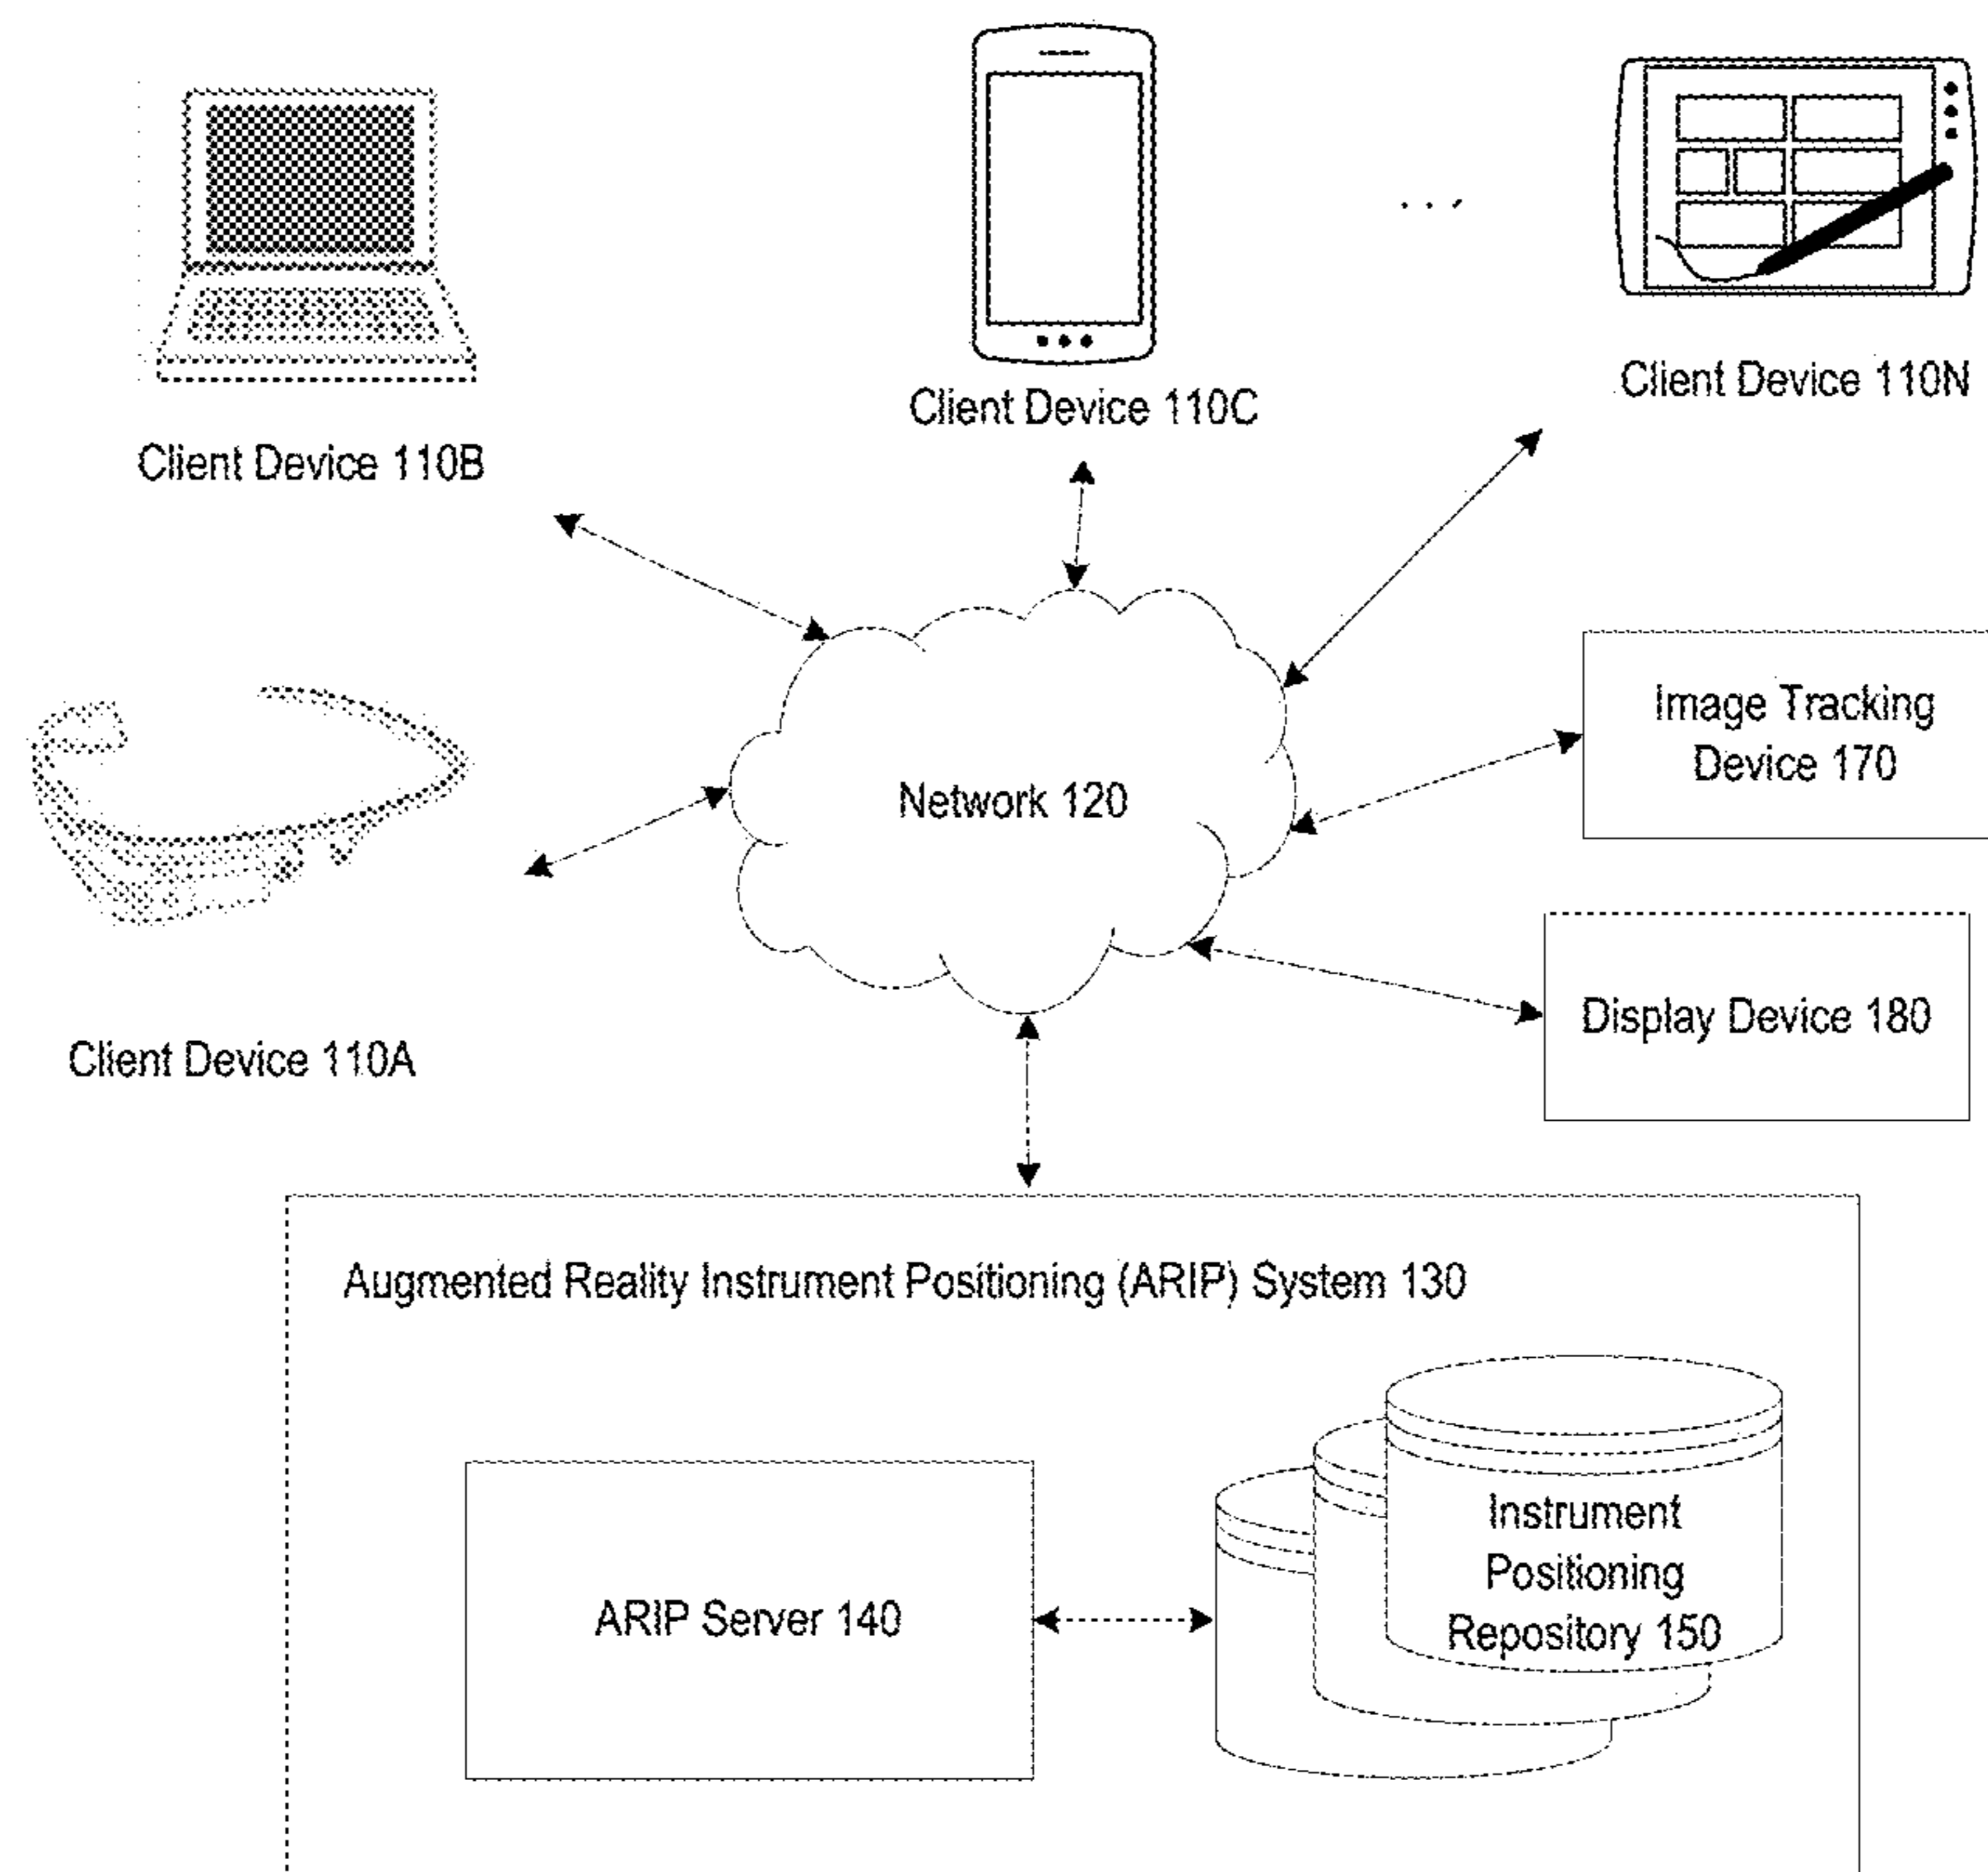 Client Device 110B
Client Device 110C
. . .
Client Device 110N
Client Device 110A
Network 120
Image Tracking
Device 170
Display Device 180
Augmented Reality Instrument Positioning (ARIP) System 130
ARIP Server 140
Instrument
Positioning
Repository 150